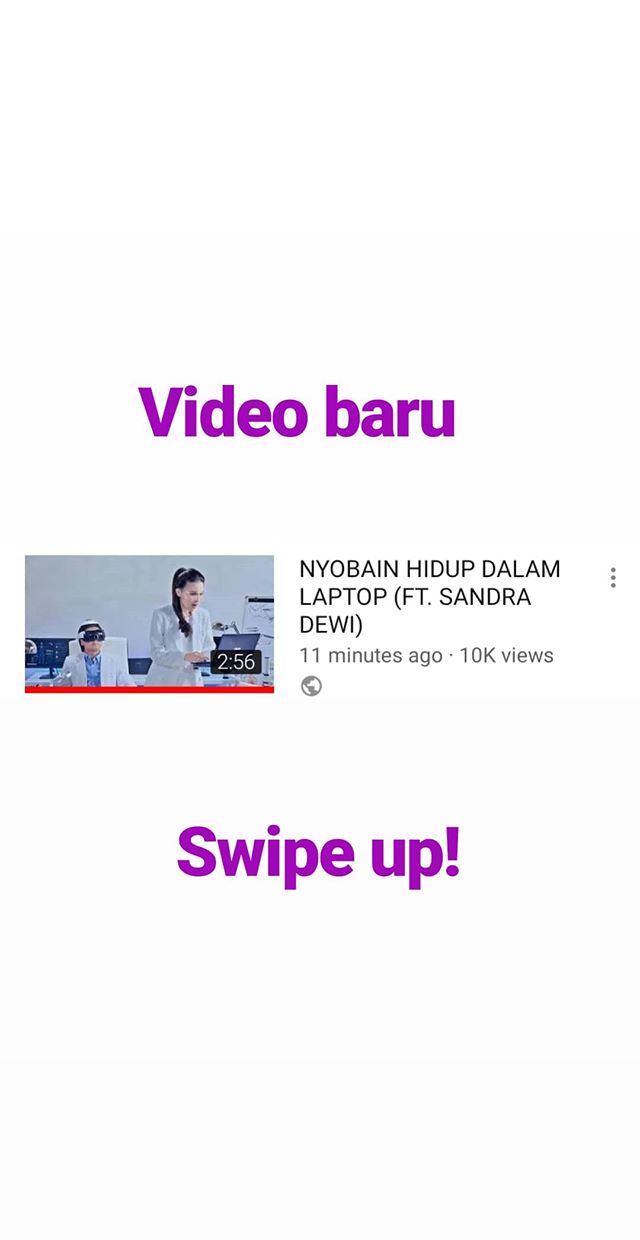 Video baru
NYOBAIN HIDUP DALAM
LAPTOP (FT. SANDRA
DEWI)
2:56
11 minutes ago · 10K views
Swipe up!